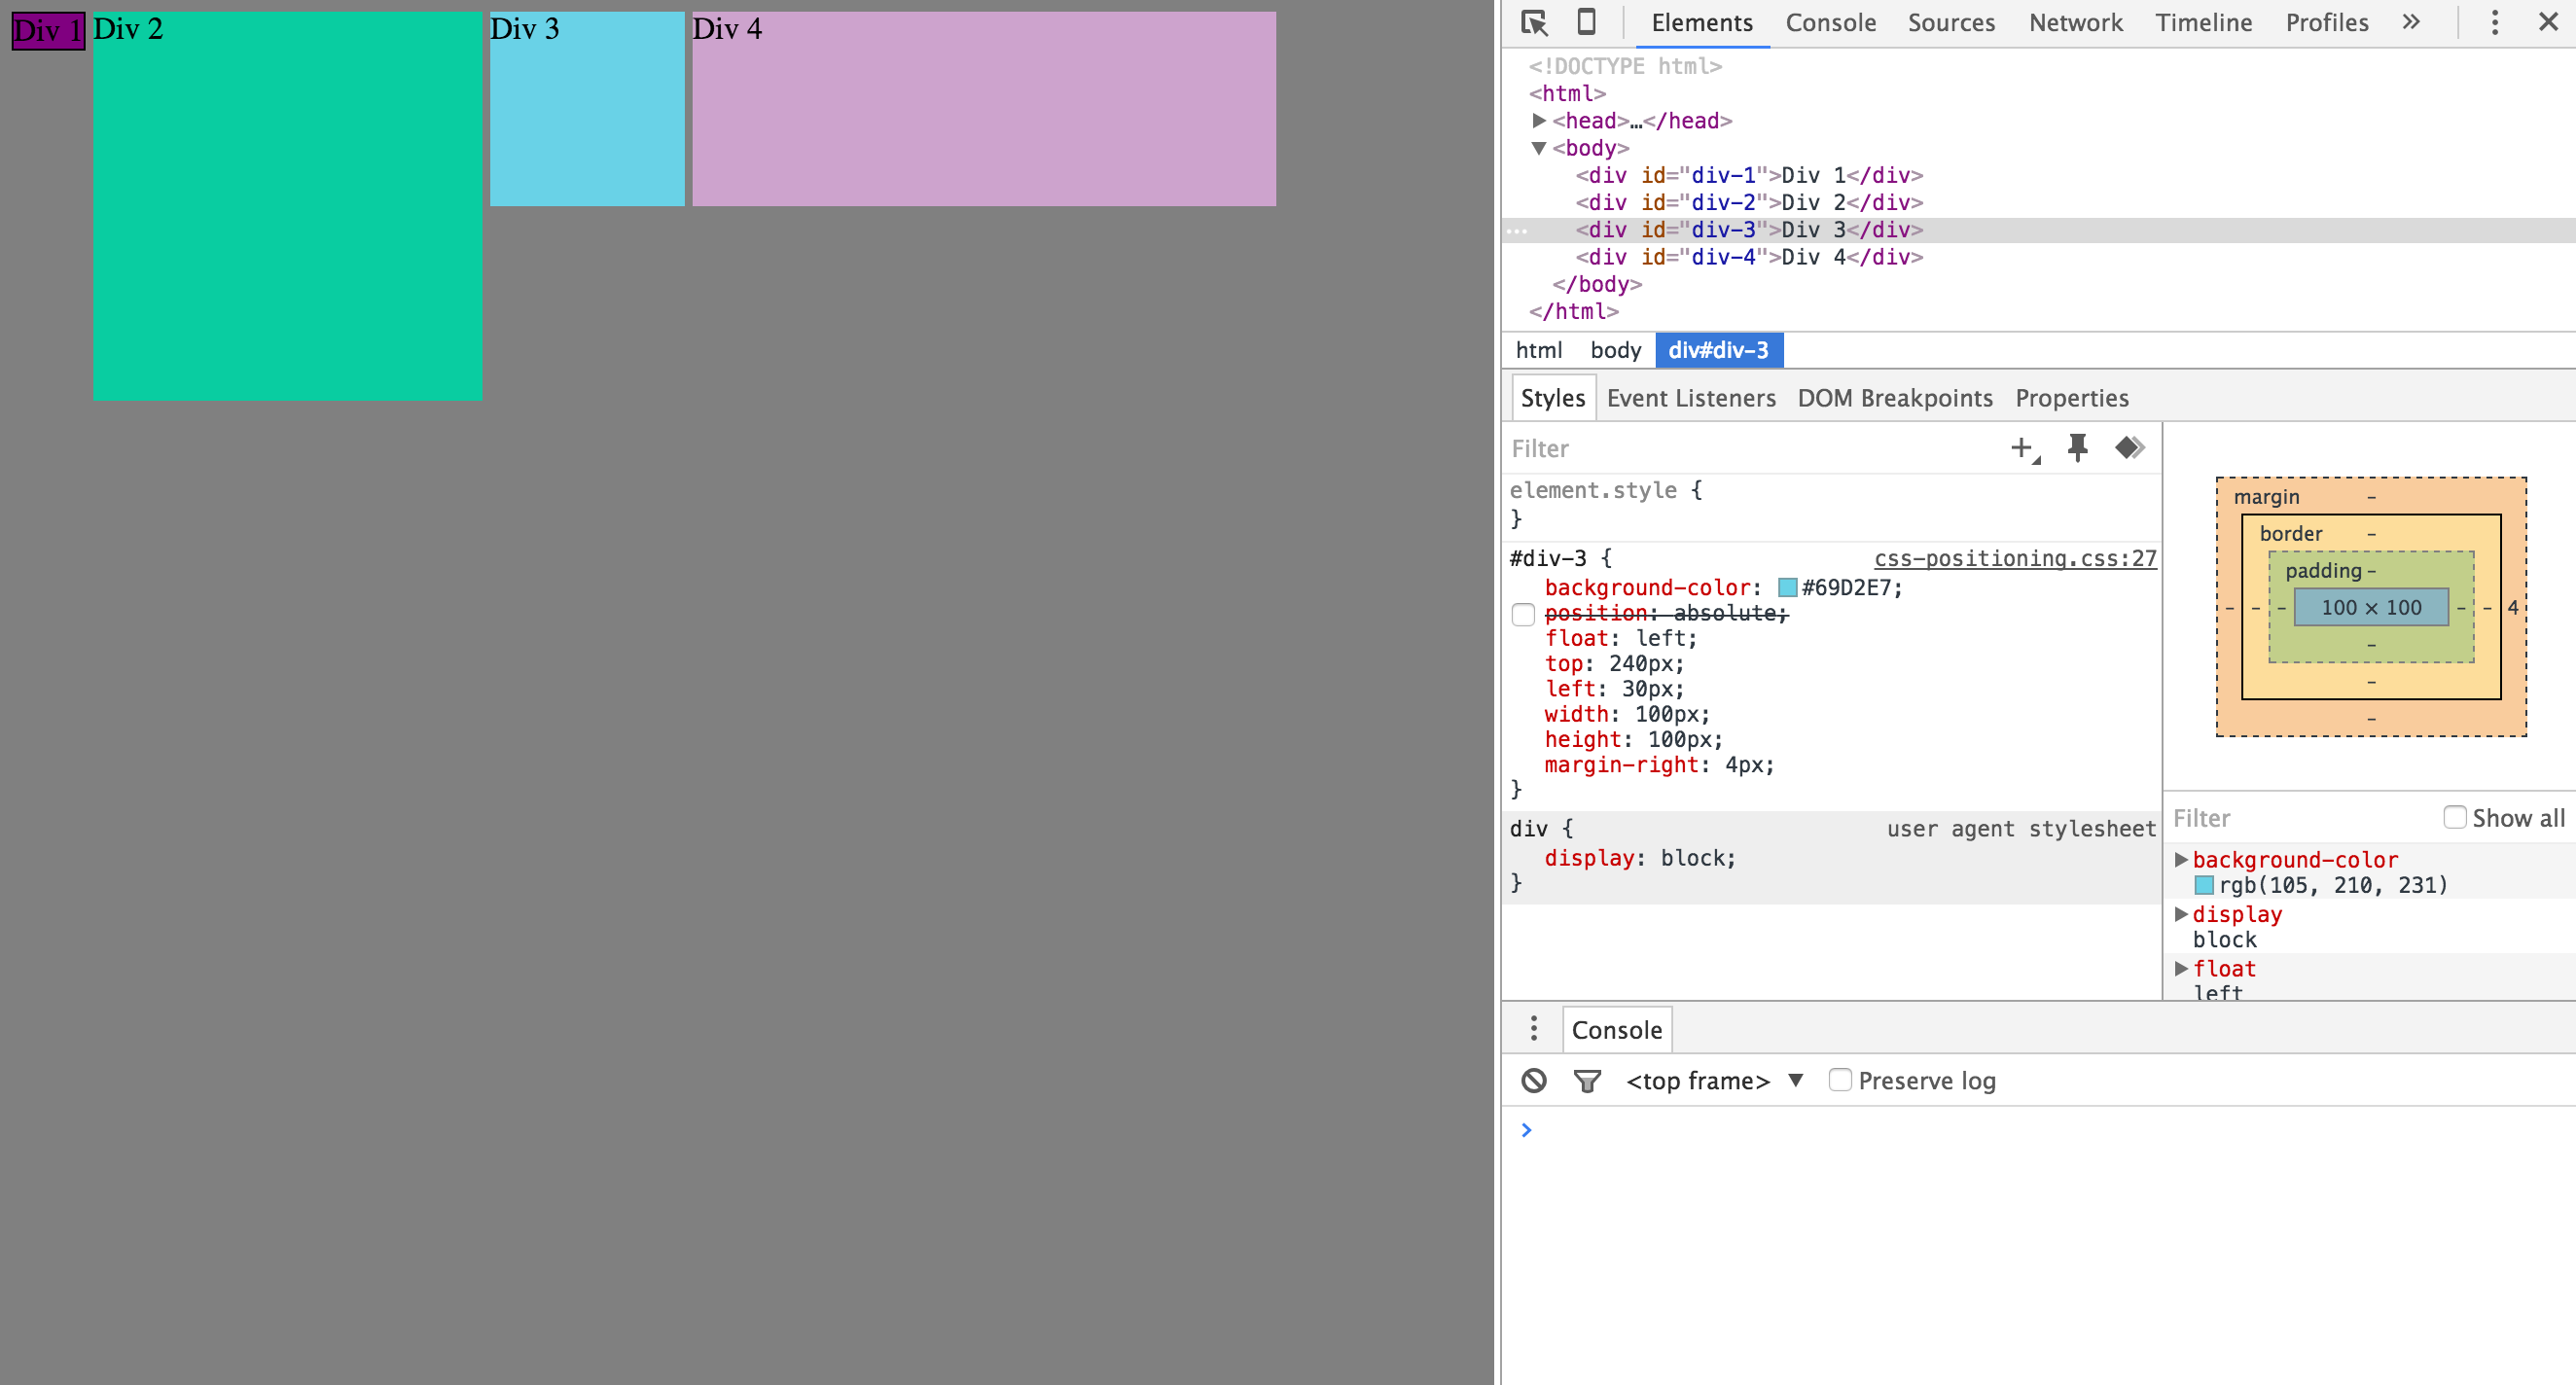 Div 1 Div 2 Div 3 Div 4
Elements Console Sources Network Timeline Profiles »
<!DOCTYPE html>
<html>
▶<head>…</head>
▼<body>
<div id="div-1">Div 1</div>
<div id="div-2">Div 2</div>
... <div id="div-3">Div 3</div>
<div id="div-4">Div 4</div>
</body>
</html>
html body div#div-3
Styles Event Listeners DOM Breakpoints Properties
Filter
element.style {
}
#div-3 { css-positioning.css:27
background-color: #69D2E7;
position: absolute;
float: left;
top: 240px;
left: 30px;
width: 100px;
height: 100px;
margin-right: 4px;
}
div { user agent stylesheet
display: block;
}
margin –
border –
padding –
– – – 100 × 100 – – 4
–
–
–
Filter Show all
background-color
rgb(105, 210, 231)
display
block
float
left
Console
<top frame> ▼ Preserve log
>